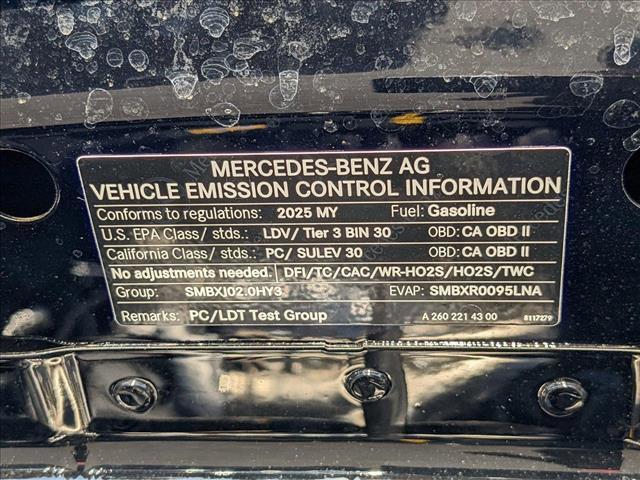 MERCEDES-BENZ AG
VEHICLE EMISSION CONTROL INFORMATION
Conforms to regulations: 2025 MY Fuel: Gasoline
U.S. EPA Class/ stds.: LDV/ Tier 3 BIN 30 OBD: CA OBD II
California Class/ stds.: PC/ SULEV 30 OBD: CA OBD II
No adjustments needed. DFI/TC/CAC/WR-HO2S/HO2S/TWC
Group: SMBXJ02.0HY3 EVAP: SMBXR0095LNA
Remarks: PC/LDT Test Group A 260 221 43 00 8117279